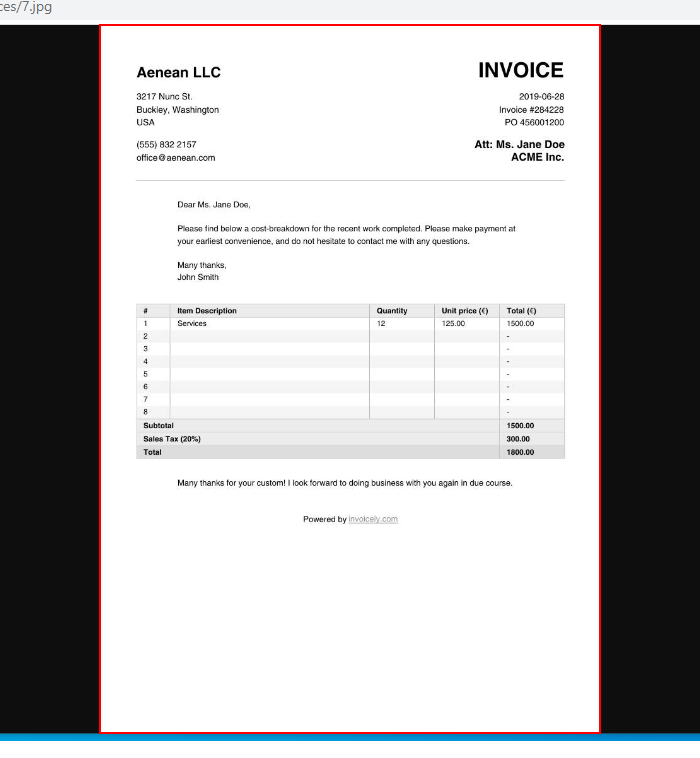 ces/7.jpg
Aenean LLC
INVOICE
3217 Nunc St.
Buckley, Washington
USA
2019-06-28
Invoice #284228
PO 456001200
(555) 832 2157
office@aenean.com
Att: Ms. Jane Doe
ACME Inc.
Dear Ms. Jane Doe,
Please find below a cost-breakdown for the recent work completed. Please make payment at
your earliest convenience, and do not hesitate to contact me with any questions.
Many thanks,
John Smith
# Item Description Quantity Unit price (€) Total (€)
1 Services 12 125.00 1500.00
2 -
3 -
4 -
5 -
6 -
7 -
8 -
Subtotal 1500.00
Sales Tax (20%) 300.00
Total 1800.00
Many thanks for your custom! I look forward to doing business with you again in due course.
Powered by invoicely.com